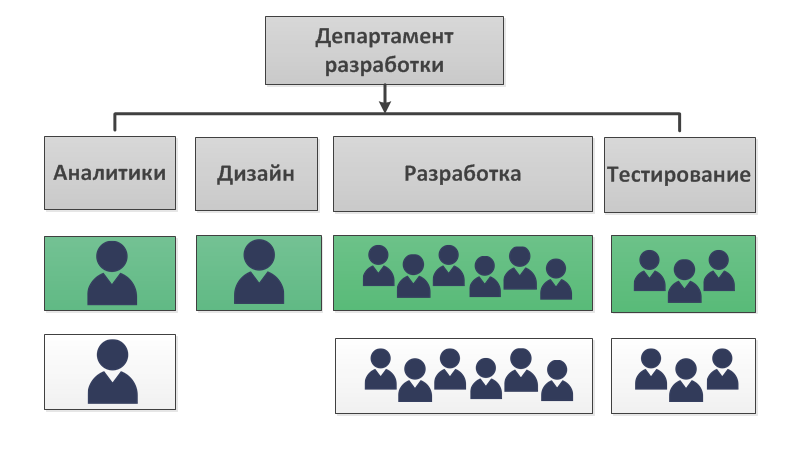 Департамент
разработки
Аналитики
Дизайн
Разработка
Тестирование